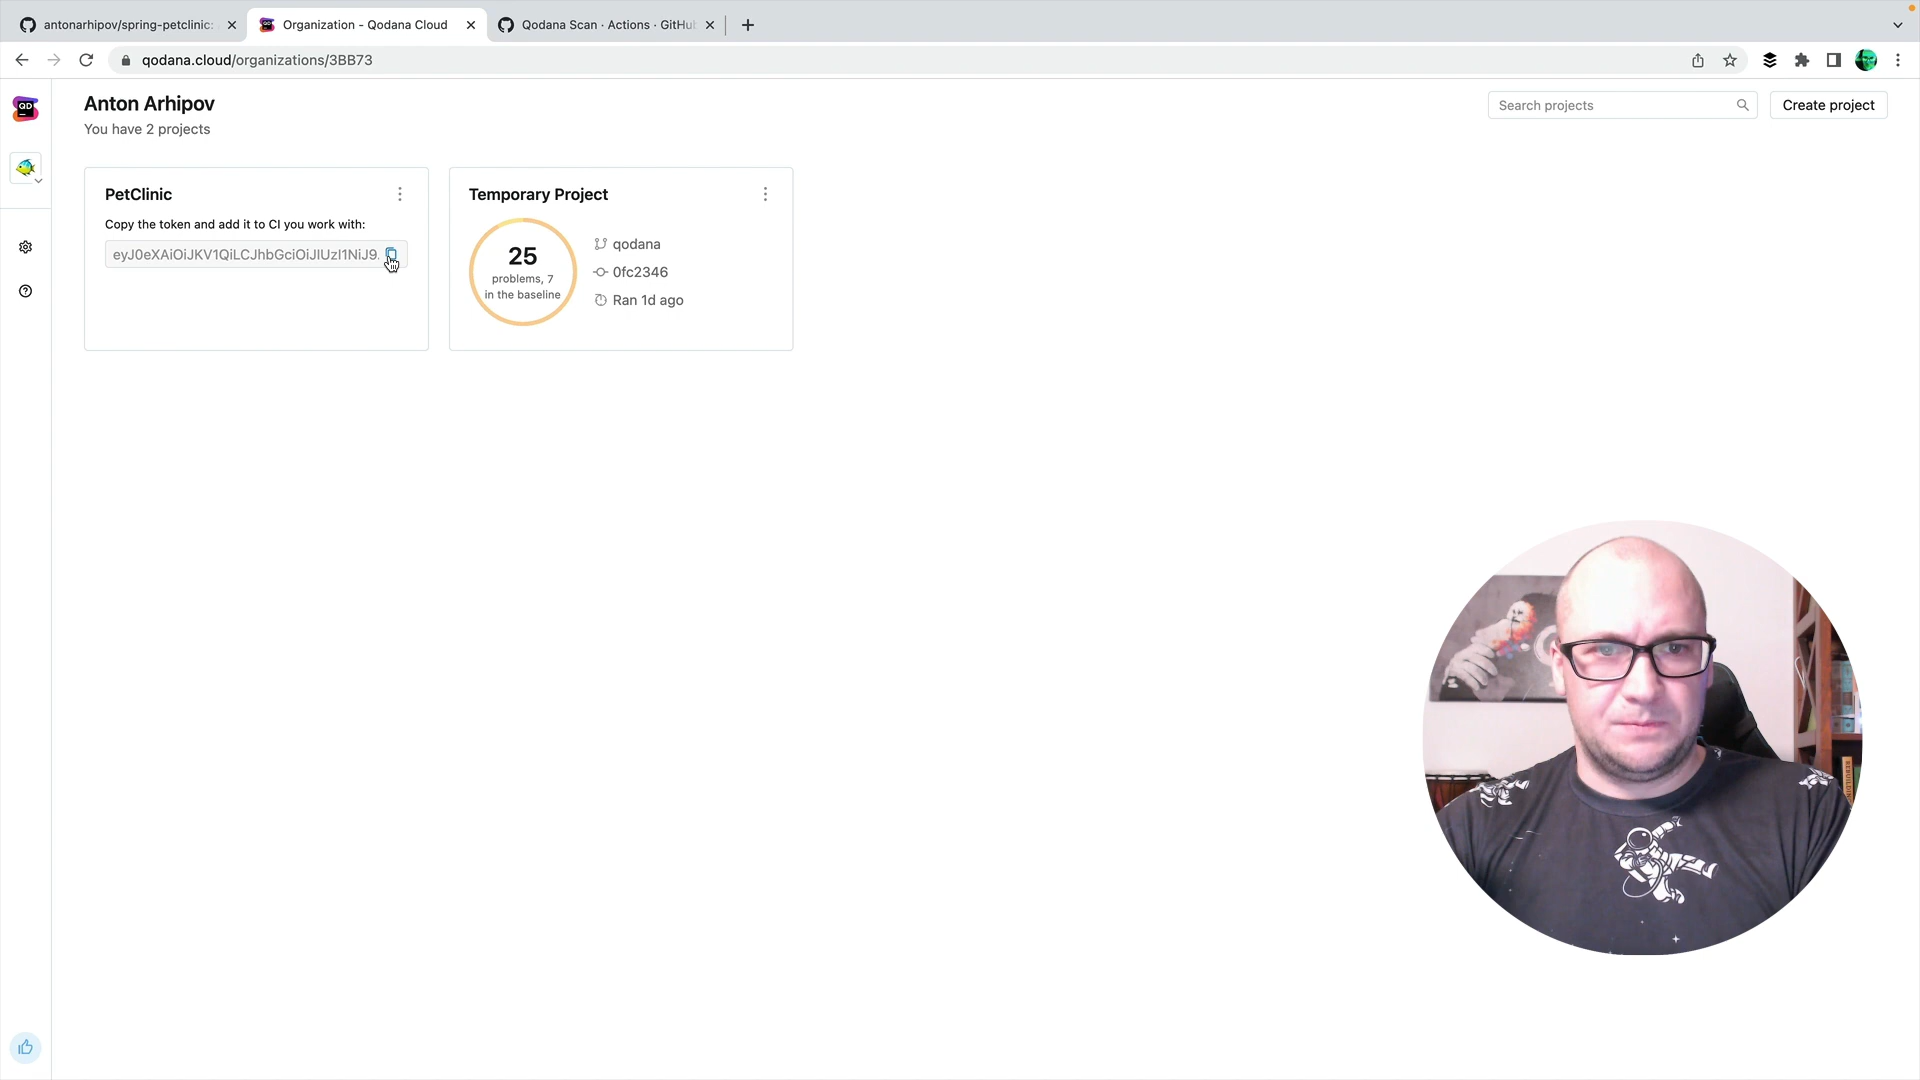 antonarhipov/spring-petclinic:
Organization - Qodana Cloud
Qodana Scan · Actions · GitHub
qodana.cloud/organizations/3BB73
QD
Anton Arhipov
You have 2 projects
Search projects
Create project
PetClinic
Copy the token and add it to CI you work with:
eyJ0eXAiOiJKV1QiLCJhbGciOiJIUzI1NiJ9.
Temporary Project
25
problems, 7
in the baseline
qodana
0fc2346
Ran 1d ago